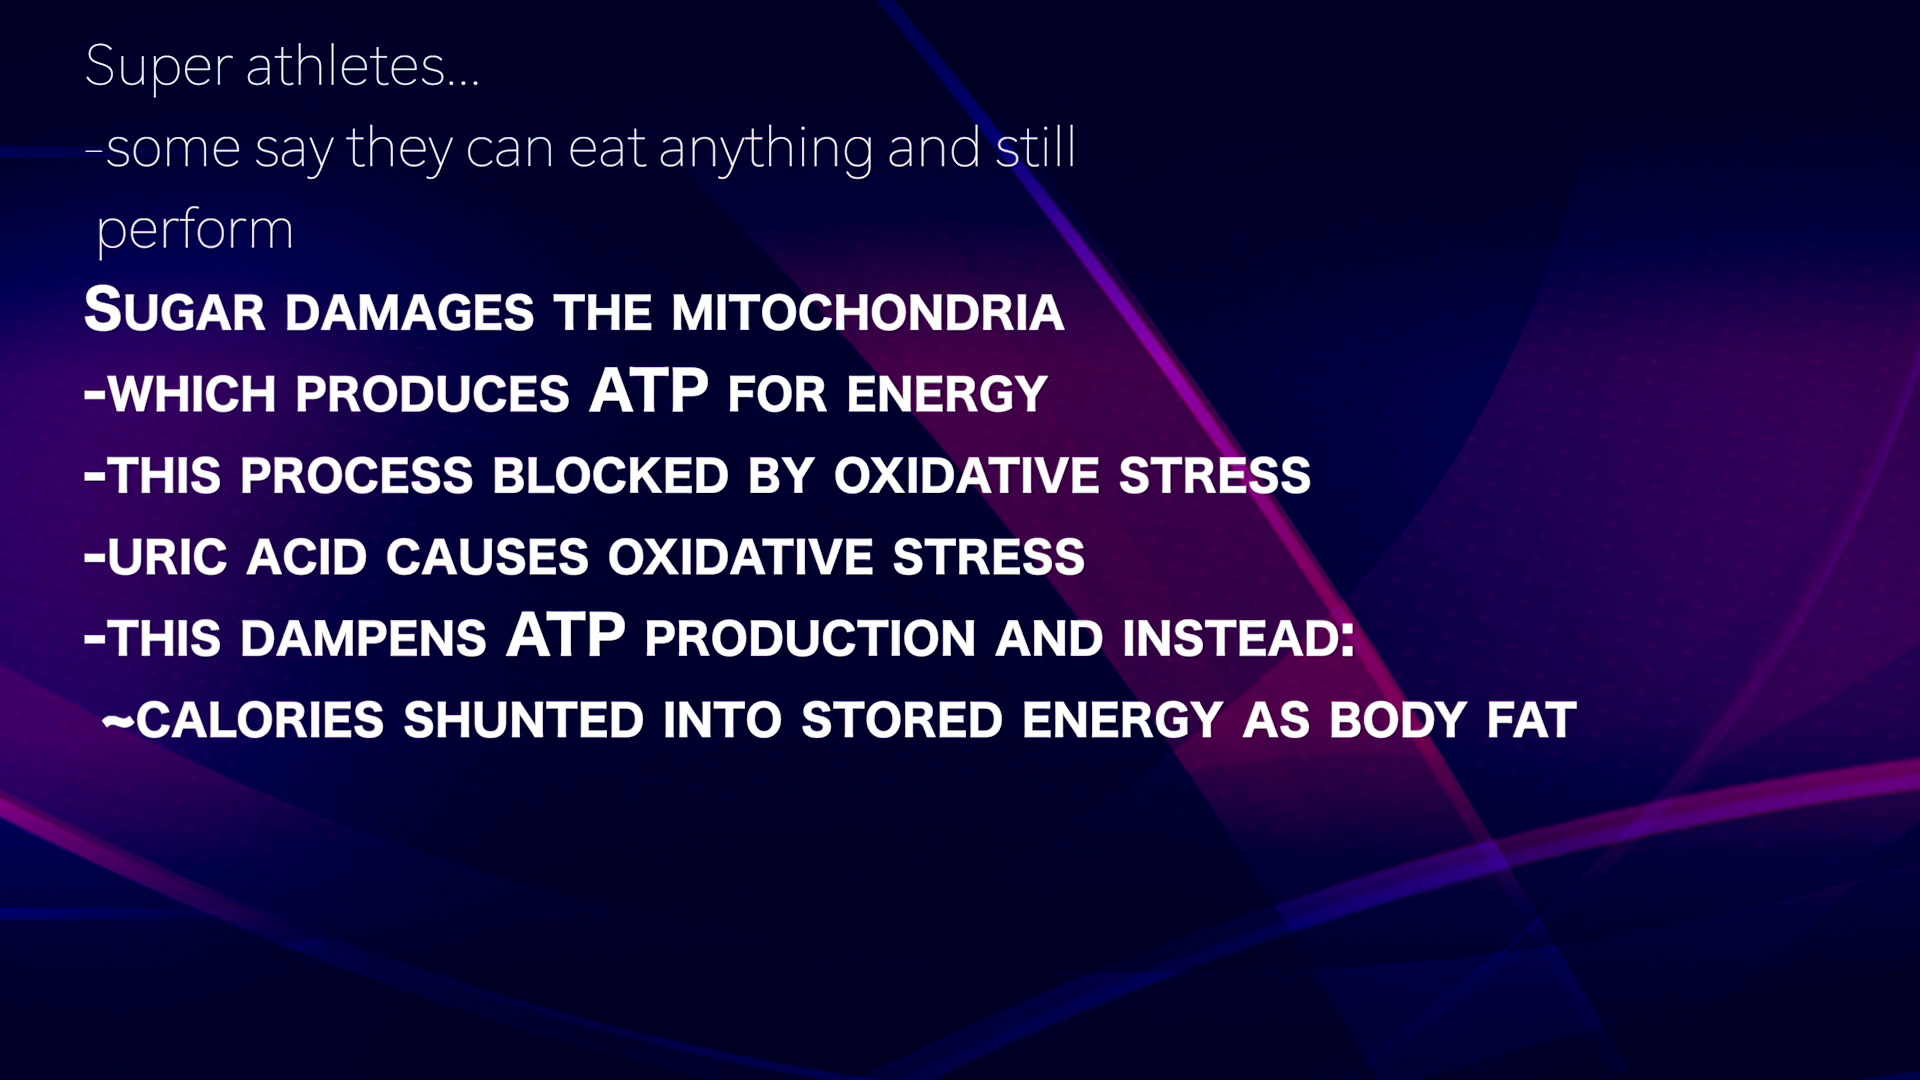 Super athletes...
-some say they can eat anything and still
perform
Sugar damages the mitochondria
-which produces ATP for energy
-this process blocked by oxidative stress
-uric acid causes oxidative stress
-this dampens ATP production and instead:
~calories shunted into stored energy as body fat